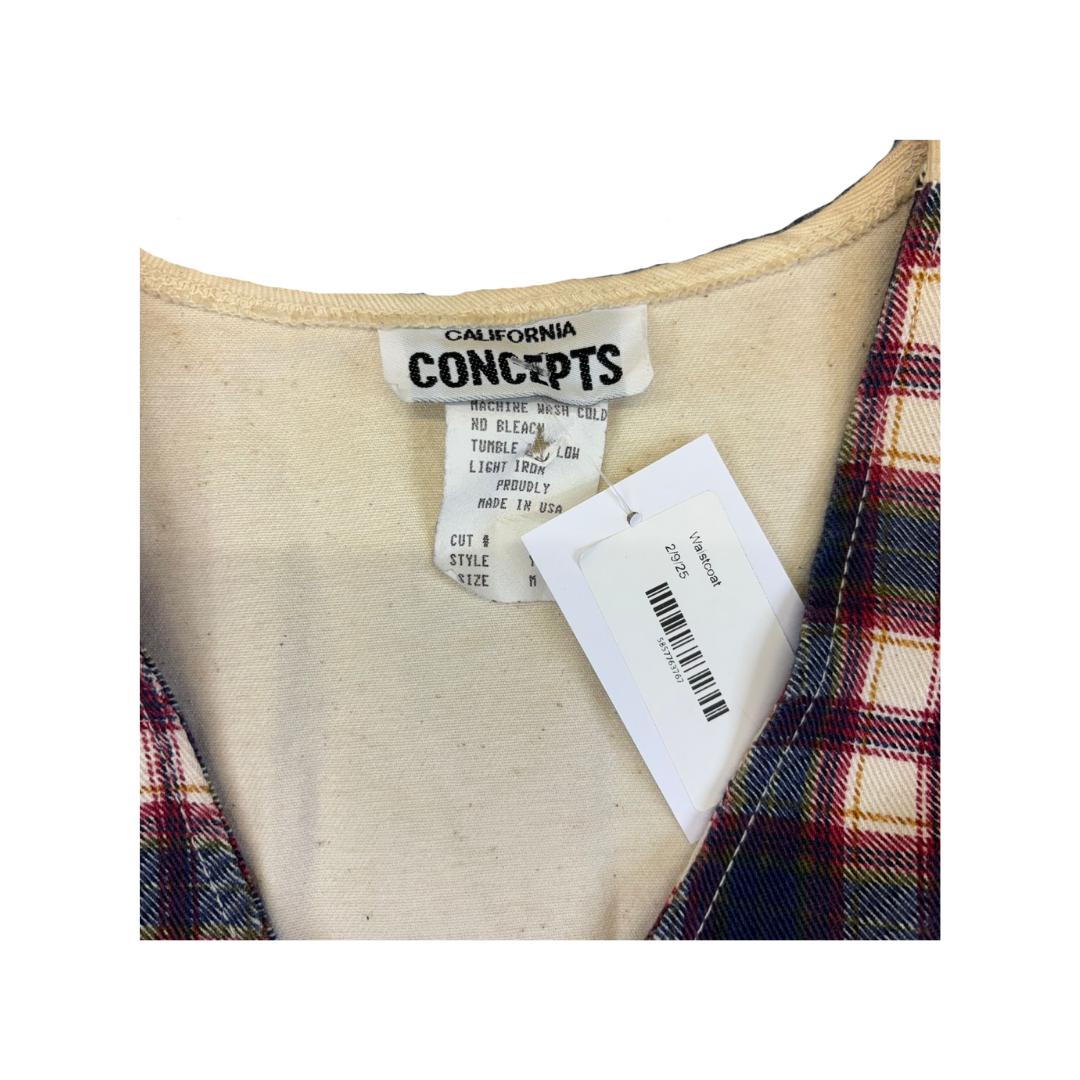 CALIFORNIA
CONCEPTS
MACHINE WASH COLD
NO BLEACH
TUMBLE LOW
LIGHT IRON
PROUDLY
MADE IN USA
CUT #
STYLE
SIZE M
Waistcoat
2/9/25
5857763767